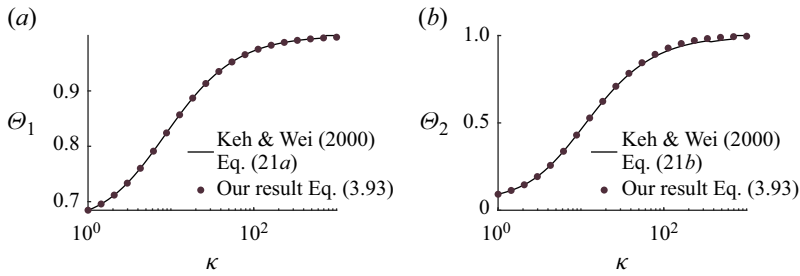 (a)
0.9
0.8
0.7
Θ1
Keh & Wei (2000)
Eq. (21a)
Our result Eq. (3.93)
10^0
10^2
κ
(b)
1.0
0.5
0
Θ2
Keh & Wei (2000)
Eq. (21b)
Our result Eq. (3.93)
10^0
10^2
κ